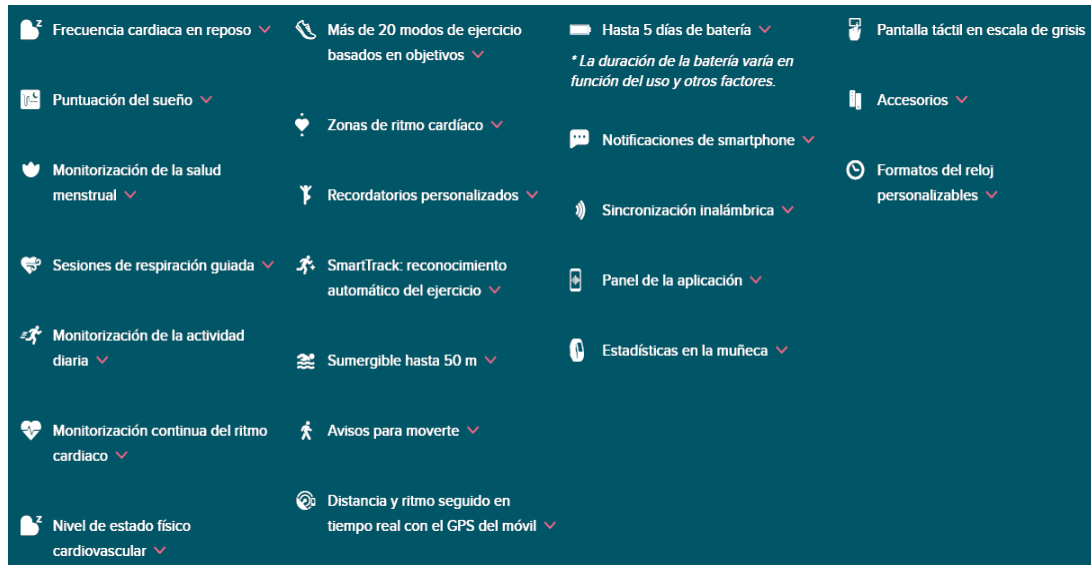 Frecuencia cardiaca en reposo
Puntuación del sueño
Monitorización de la salud
menstrual
Sesiones de respiración guiada
Monitorización de la actividad
diaria
Monitorización continua del ritmo
cardiaco
Nivel de estado físico
cardiovascular
Más de 20 modos de ejercicio
basados en objetivos
Zonas de ritmo cardíaco
Recordatorios personalizados
SmartTrack: reconocimiento
automático del ejercicio
Sumergible hasta 50 m
Avisos para moverte
Distancia y ritmo seguido en
tiempo real con el GPS del móvil
Hasta 5 días de batería
* La duración de la batería varía en
función del uso y otros factores.
Notificaciones de smartphone
Sincronización inalámbrica
Panel de la aplicación
Estadísticas en la muñeca
Pantalla táctil en escala de grisis
Accesorios
Formatos del reloj
personalizables